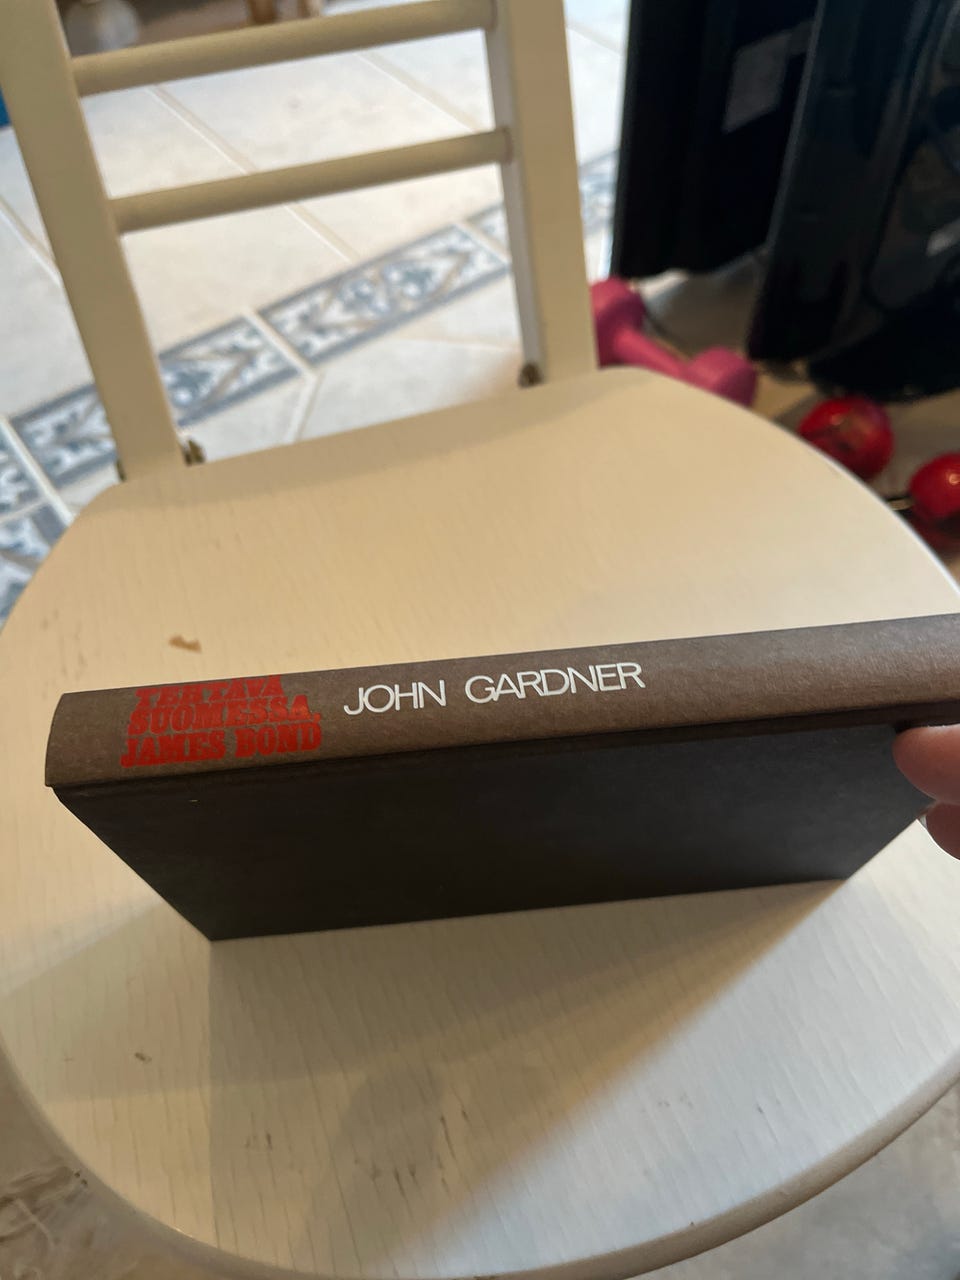 TEHTÄVÄ
SUOMESSA,
JAMES BOND
JOHN GARDNER